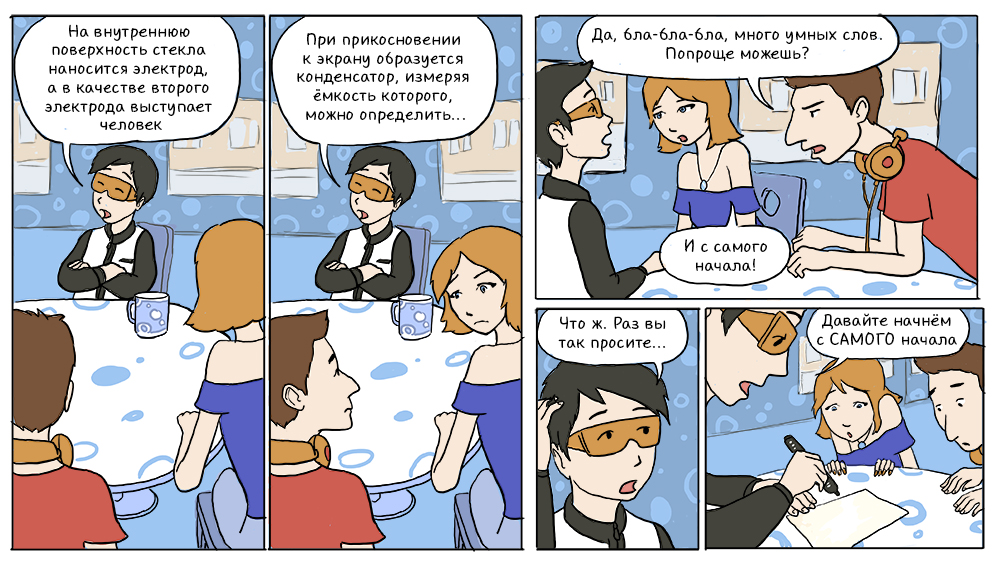 На внутреннюю
поверхность стекла
наносится электрод,
а в качестве второго
электрода выступает
человек
При прикосновении
к экрану образуется
конденсатор, измеряя
ёмкость которого,
можно определить...
Да, бла-бла-бла, много умных слов.
Попроще можешь?
И с самого
начала!
Что ж. Раз вы
так просите...
Давайте начнём
с САМОГО начала